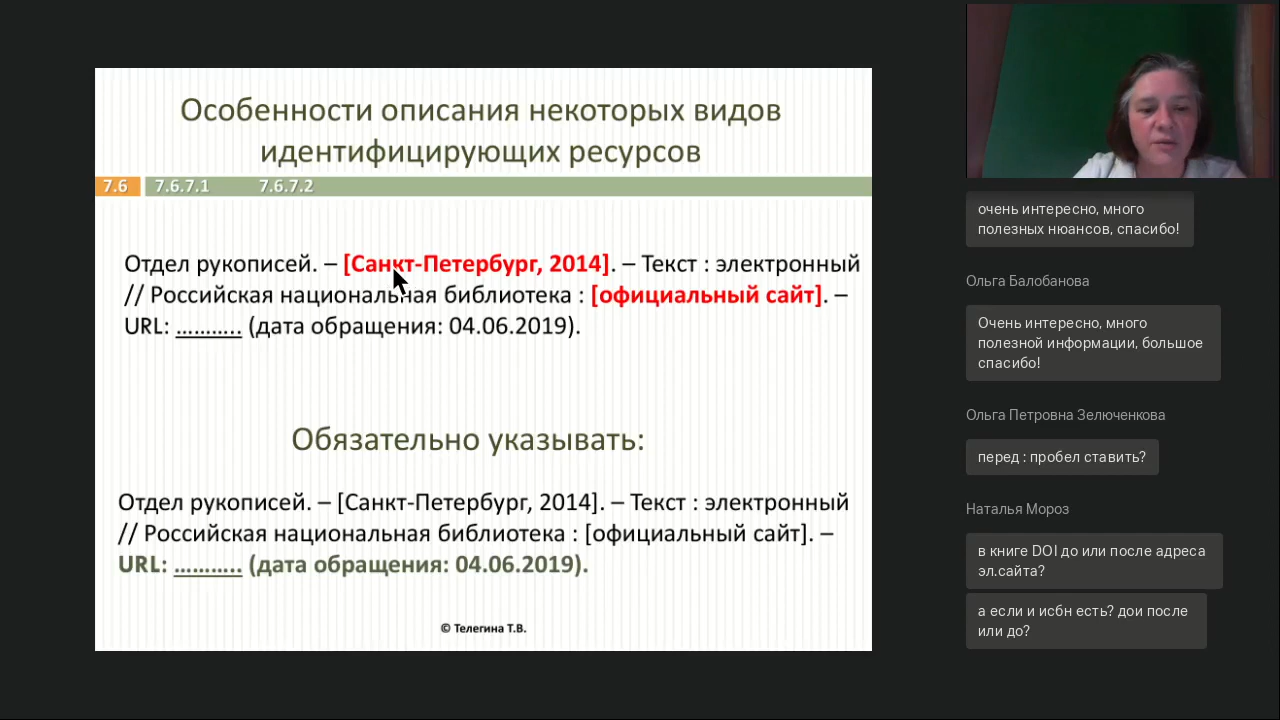 Особенности описания некоторых видов
идентифицирующих ресурсов
7.6 7.6.7.1 7.6.7.2
Отдел рукописей. – [Санкт-Петербург, 2014]. – Текст : электронный
// Российская национальная библиотека : [официальный сайт]. –
URL: ……….. (дата обращения: 04.06.2019).
Обязательно указывать:
Отдел рукописей. – [Санкт-Петербург, 2014]. – Текст : электронный
// Российская национальная библиотека : [официальный сайт]. –
URL: ……….. (дата обращения: 04.06.2019).
© Телегина Т.В.
очень интересно, много
полезных нюансов, спасибо!
Ольга Балобанова
Очень интересно, много
полезной информации, большое
спасибо!
Ольга Петровна Зелюченкова
перед : пробел ставить?
Наталья Мороз
в книге DOI до или после адреса
эл.сайта?
а если и исбн есть? дои после
или до?